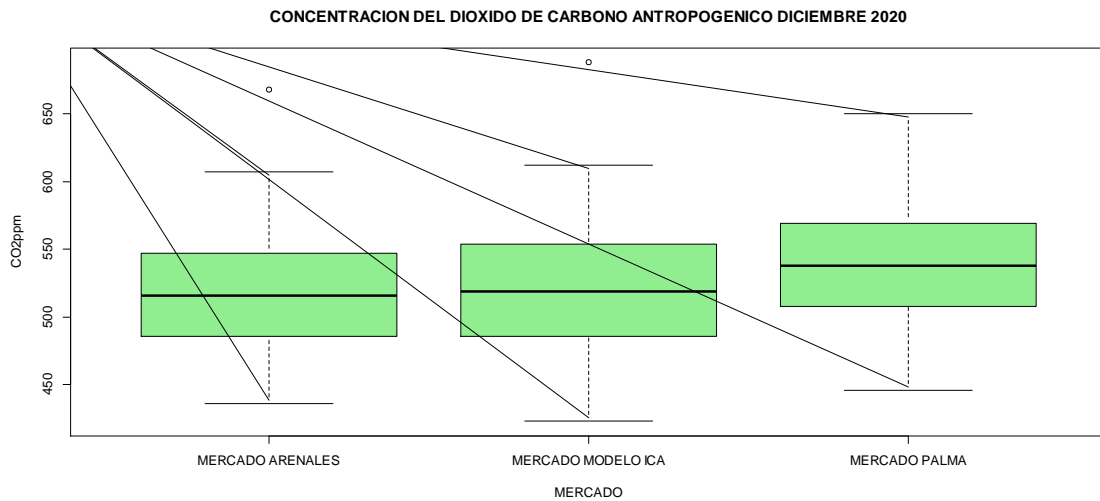 CONCENTRACION DEL DIOXIDO DE CARBONO ANTROPOGENICO DICIEMBRE 2020
CO2ppm
650
600
550
500
450
MERCADO ARENALES
MERCADO MODELO ICA
MERCADO PALMA
MERCADO